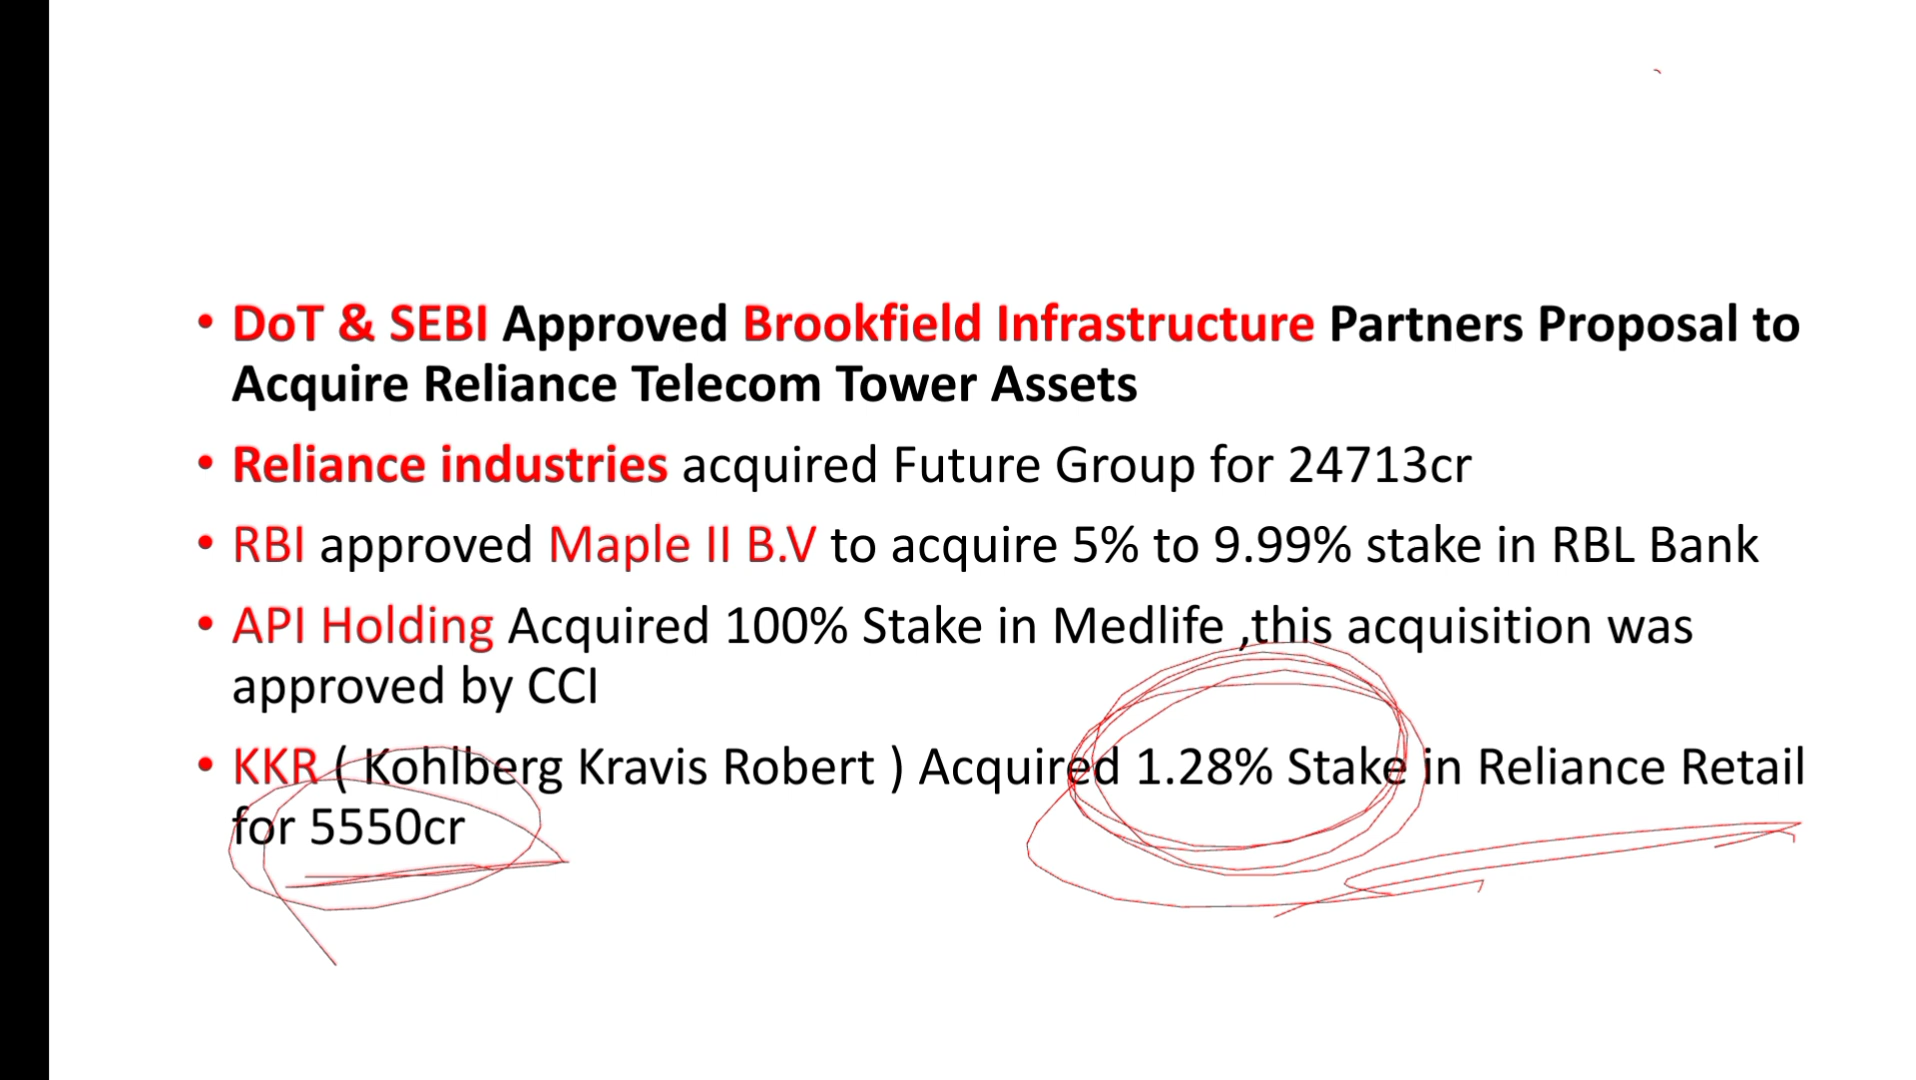 • DoT & SEBI Approved Brookfield Infrastructure Partners Proposal to
Acquire Reliance Telecom Tower Assets
• Reliance industries acquired Future Group for 24713cr
• RBI approved Maple II B.V to acquire 5% to 9.99% stake in RBL Bank
• API Holding Acquired 100% Stake in Medlife ,this acquisition was
approved by CCI
• KKR ( Kohlberg Kravis Robert ) Acquired 1.28% Stake in Reliance Retail
for 5550cr